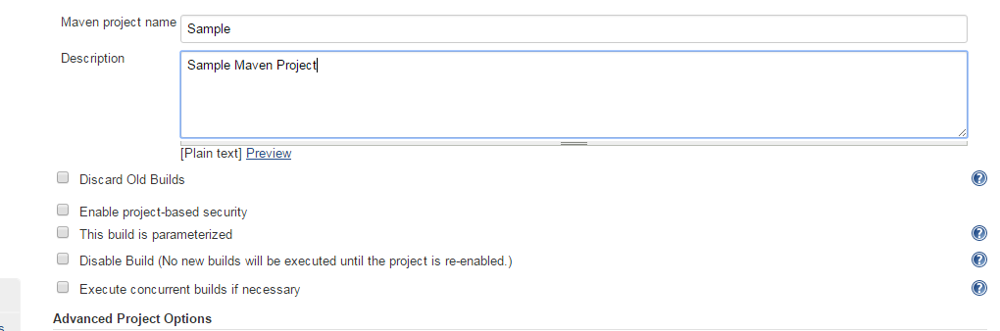 Maven project name
Sample
Description
Sample Maven Project
[Plain text] Preview
Discard Old Builds
Enable project-based security
This build is parameterized
Disable Build (No new builds will be executed until the project is re-enabled.)
Execute concurrent builds if necessary
Advanced Project Options